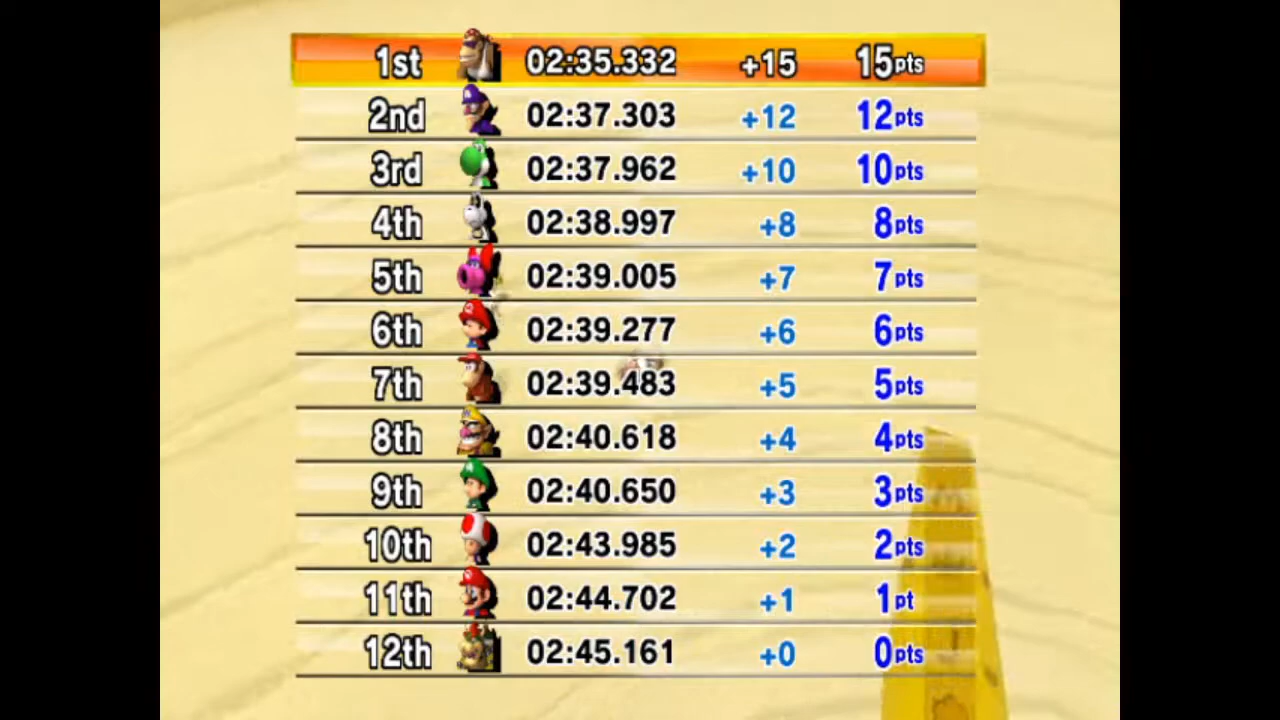 1st 02:35.332 +15 15pts
2nd 02:37.303 +12 12pts
3rd 02:37.962 +10 10pts
4th 02:38.997 +8 8pts
5th 02:39.005 +7 7pts
6th 02:39.277 +6 6pts
7th 02:39.483 +5 5pts
8th 02:40.618 +4 4pts
9th 02:40.650 +3 3pts
10th 02:43.985 +2 2pts
11th 02:44.702 +1 1pt
12th 02:45.161 +0 0pts